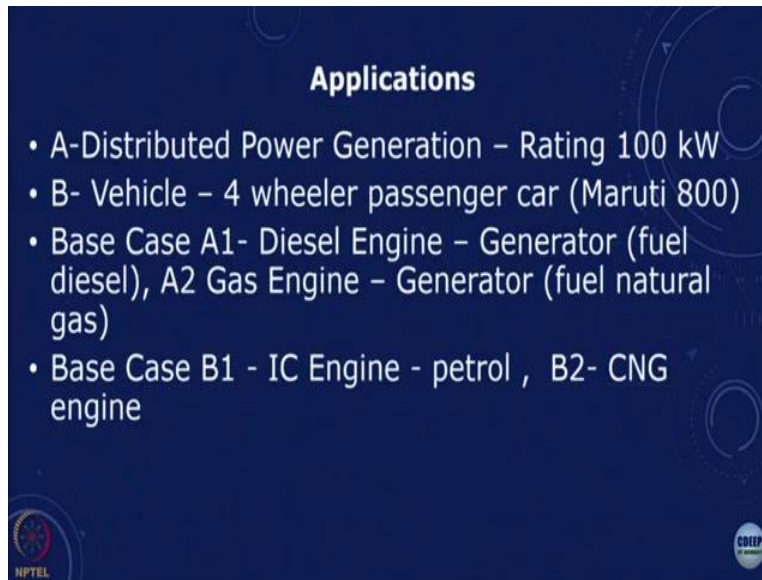 Applications
• A-Distributed Power Generation – Rating 100 kW
• B- Vehicle – 4 wheeler passenger car (Maruti 800)
• Base Case A1- Diesel Engine – Generator (fuel
diesel), A2 Gas Engine – Generator (fuel natural
gas)
• Base Case B1 - IC Engine - petrol , B2- CNG
engine
NPTEL
CDEEP